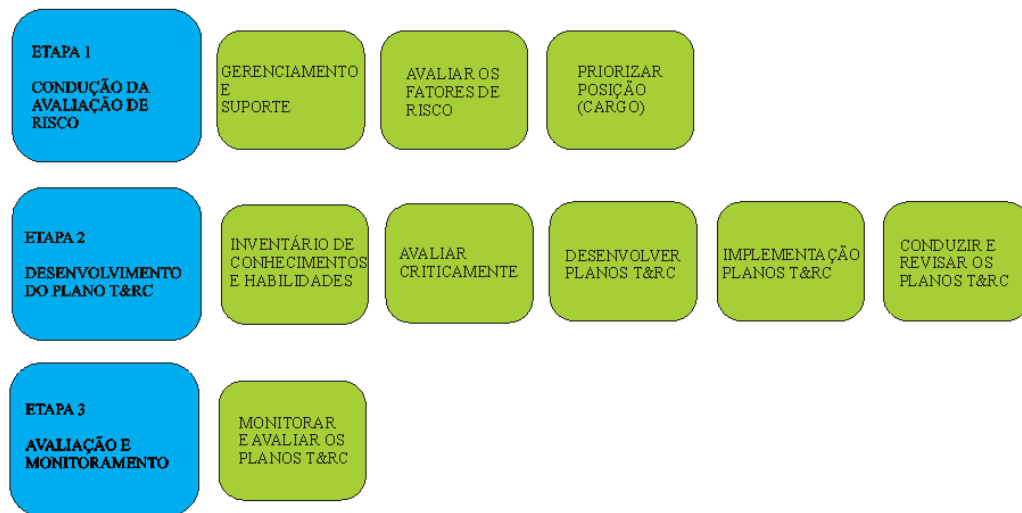 ETAPA 1
CONDUÇÃO DA
AVALIAÇÃO DE
RISCO
GERENCIAMENTO
E
SUPORTE
AVALIAR OS
FATORES DE
RISCO
PRIORIZAR
POSIÇÃO
(CARGO)
ETAPA 2
DESENVOLVIMENTO
DO PLANO T&RC
INVENTÁRIO DE
CONHECIMENTOS
E HABILIDADES
AVALIAR
CRITICAMENTE
DESENVOLVER
PLANOS T&RC
IMPLEMENTAÇÃO
PLANOS T&RC
CONDUZIR E
REVISAR OS
PLANOS T&RC
ETAPA 3
AVALIAÇÃO E
MONITORAMENTO
MONITORAR
E AVALIAR OS
PLANOS T&RC